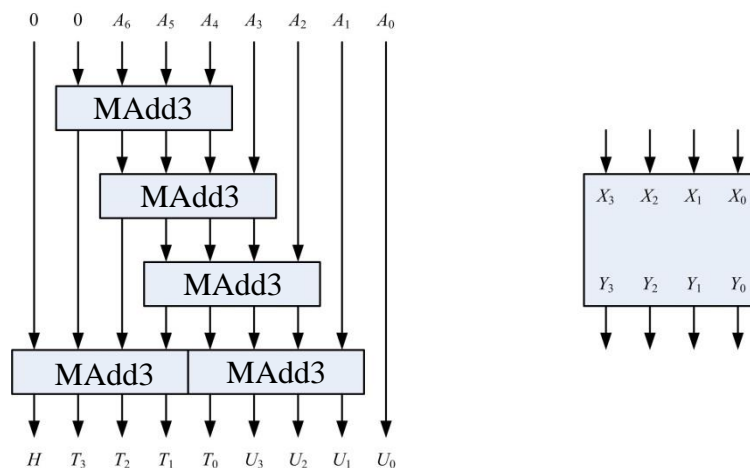 0 0 A₆ A₅ A₄ A₃ A₂ A₁ A₀
MAdd3
MAdd3
MAdd3
MAdd3 MAdd3
H T₃ T₂ T₁ T₀ U₃ U₂ U₁ U₀
X₃ X₂ X₁ X₀
Y₃ Y₂ Y₁ Y₀